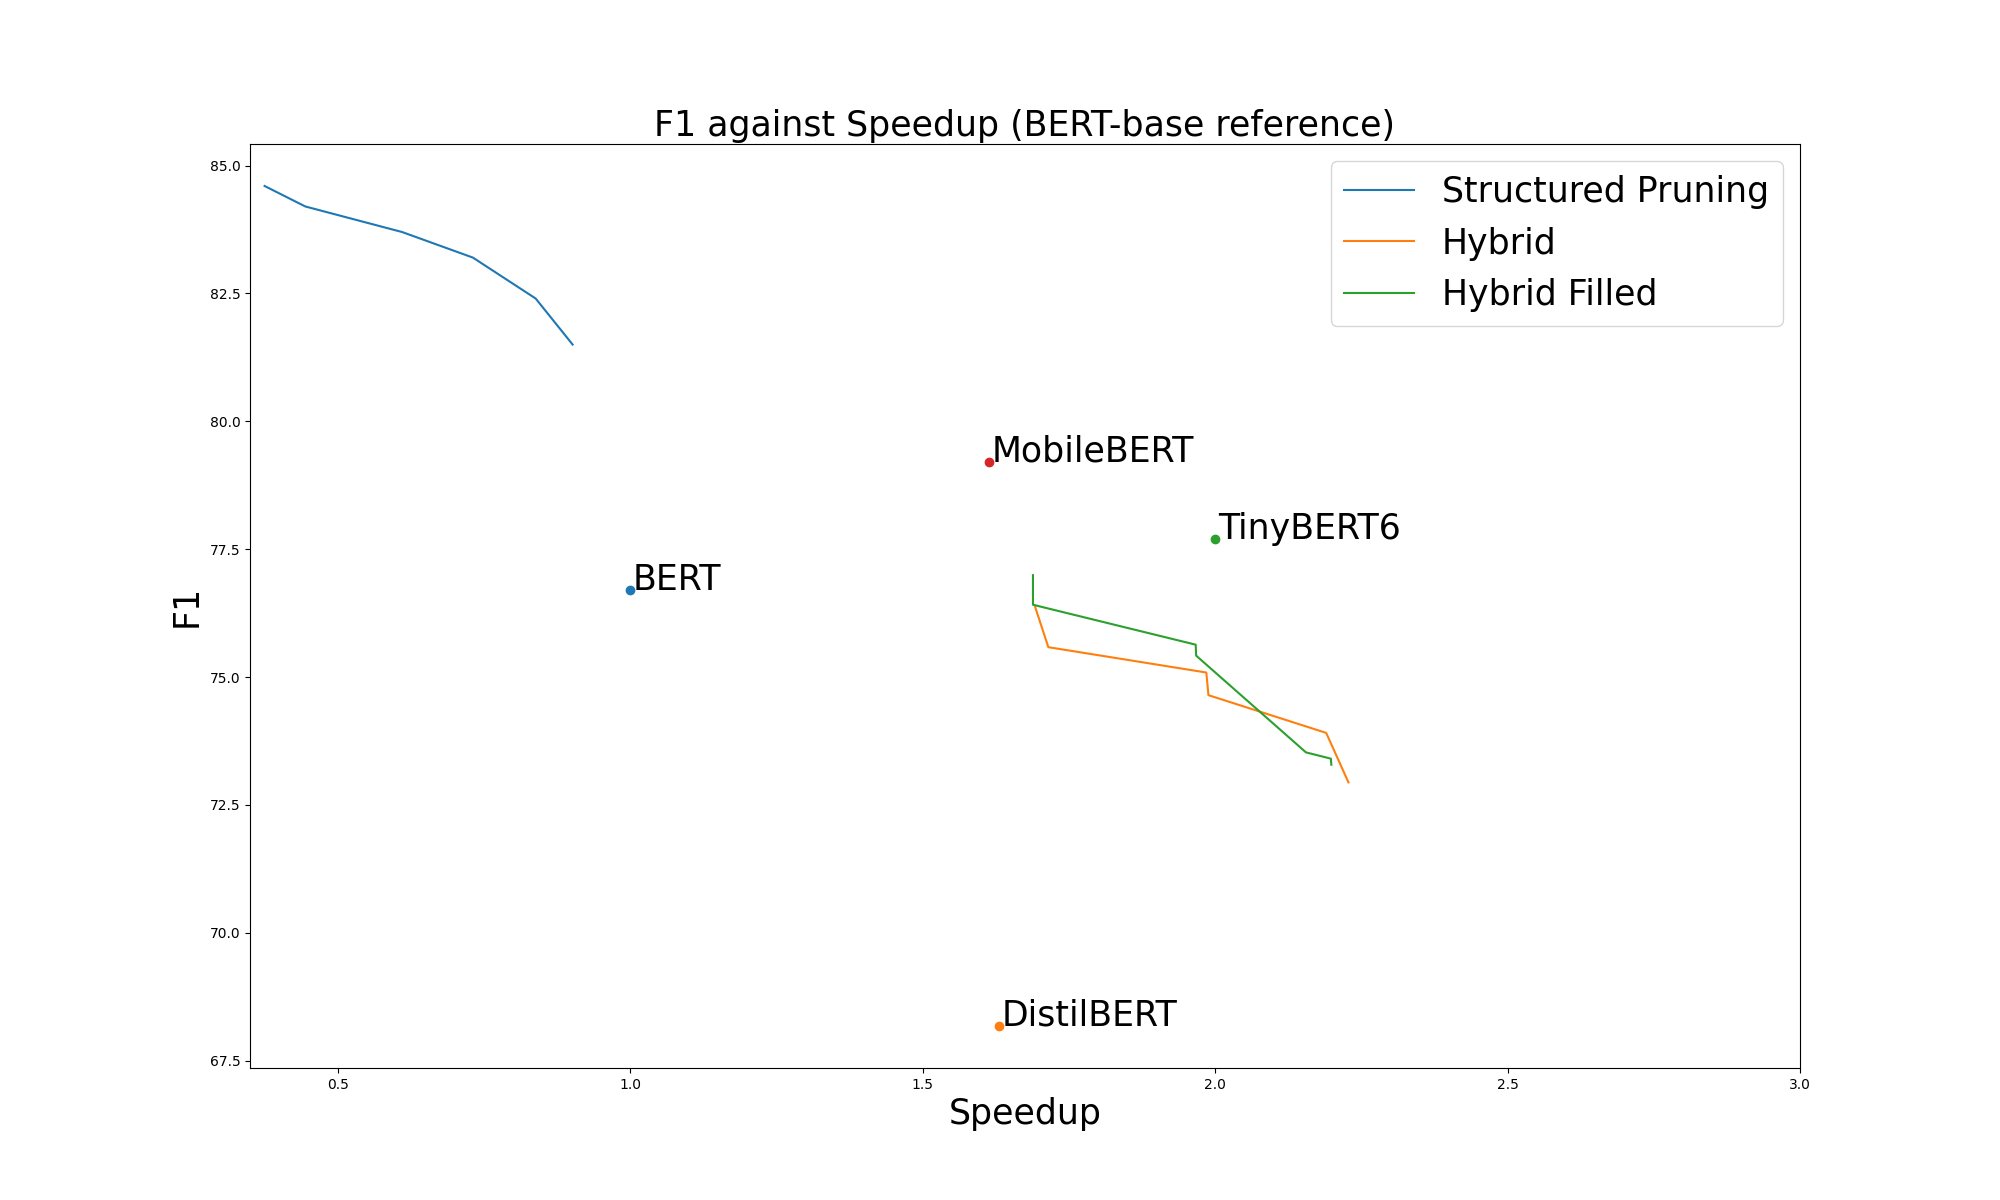 F1 against Speedup (BERT-base reference)
85.0
82.5
80.0
77.5
75.0
72.5
70.0
67.5
F1
Structured Pruning
Hybrid
Hybrid Filled
MobileBERT
TinyBERT6
BERT
DistilBERT
0.5 1.0 1.5 2.0 2.5 3.0
Speedup